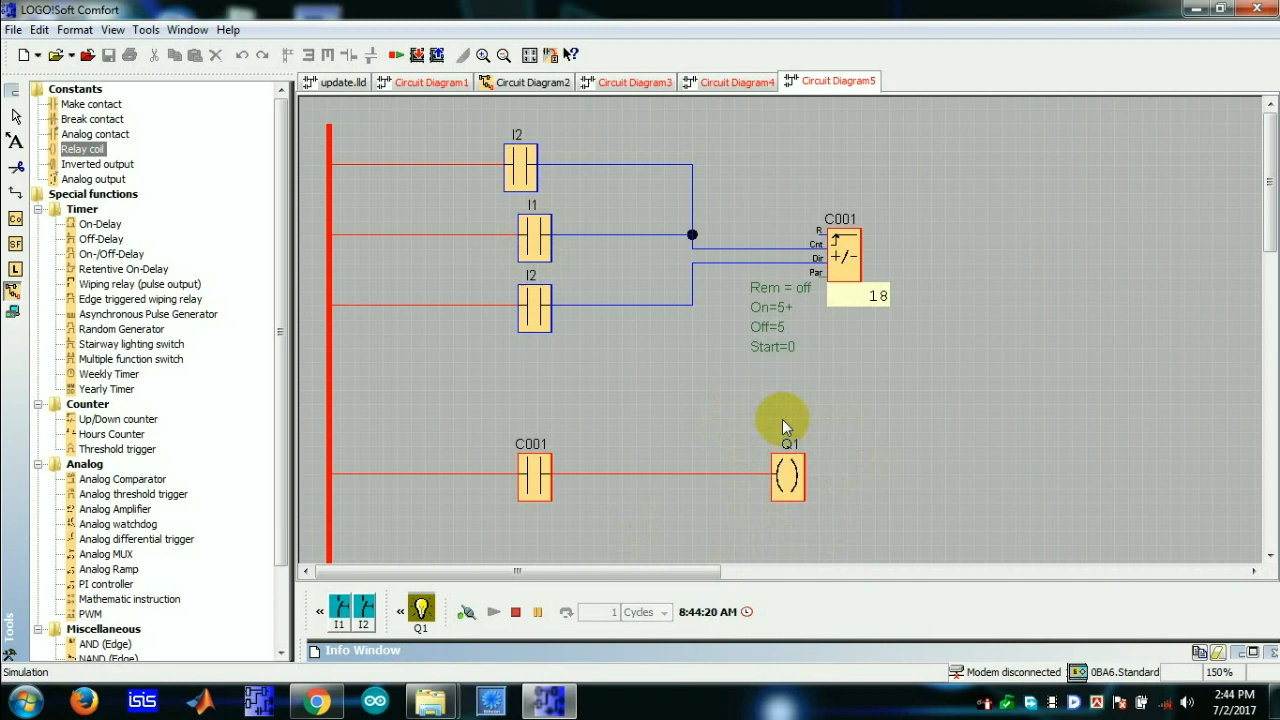 LOGO!Soft Comfort
File Edit Format View Tools Window Help
update.lld Circuit Diagram1 Circuit Diagram2 Circuit Diagram3 Circuit Diagram4 Circuit Diagram5
Constants
Make contact
Break contact
Analog contact
Relay coil
Inverted output
Analog output
Special functions
Timer
On-Delay
Off-Delay
On-/Off-Delay
Retentive On-Delay
Wiping relay (pulse output)
Edge triggered wiping relay
Asynchronous Pulse Generator
Random Generator
Stairway lighting switch
Multiple function switch
Weekly Timer
Yearly Timer
Counter
Up/Down counter
Hours Counter
Threshold trigger
Analog
Analog Comparator
Analog threshold trigger
Analog Amplifier
Analog watchdog
Analog differential trigger
Analog MUX
Analog Ramp
PI controller
Mathematic instruction
PWM
Miscellaneous
AND (Edge)
NAND (Edge)
Co
SF
L
Tools
I2
I1
I2
C001
R
Cnt
Dir
Par
+/-
18
Rem = off
On=5+
Off=5
Start=0
C001
Q1
I1 I2 Q1 1 Cycles 8:44:20 AM
Info Window
Simulation Modem disconnected 0BA6.Standard 150%
isis
2:44 PM
7/2/2017